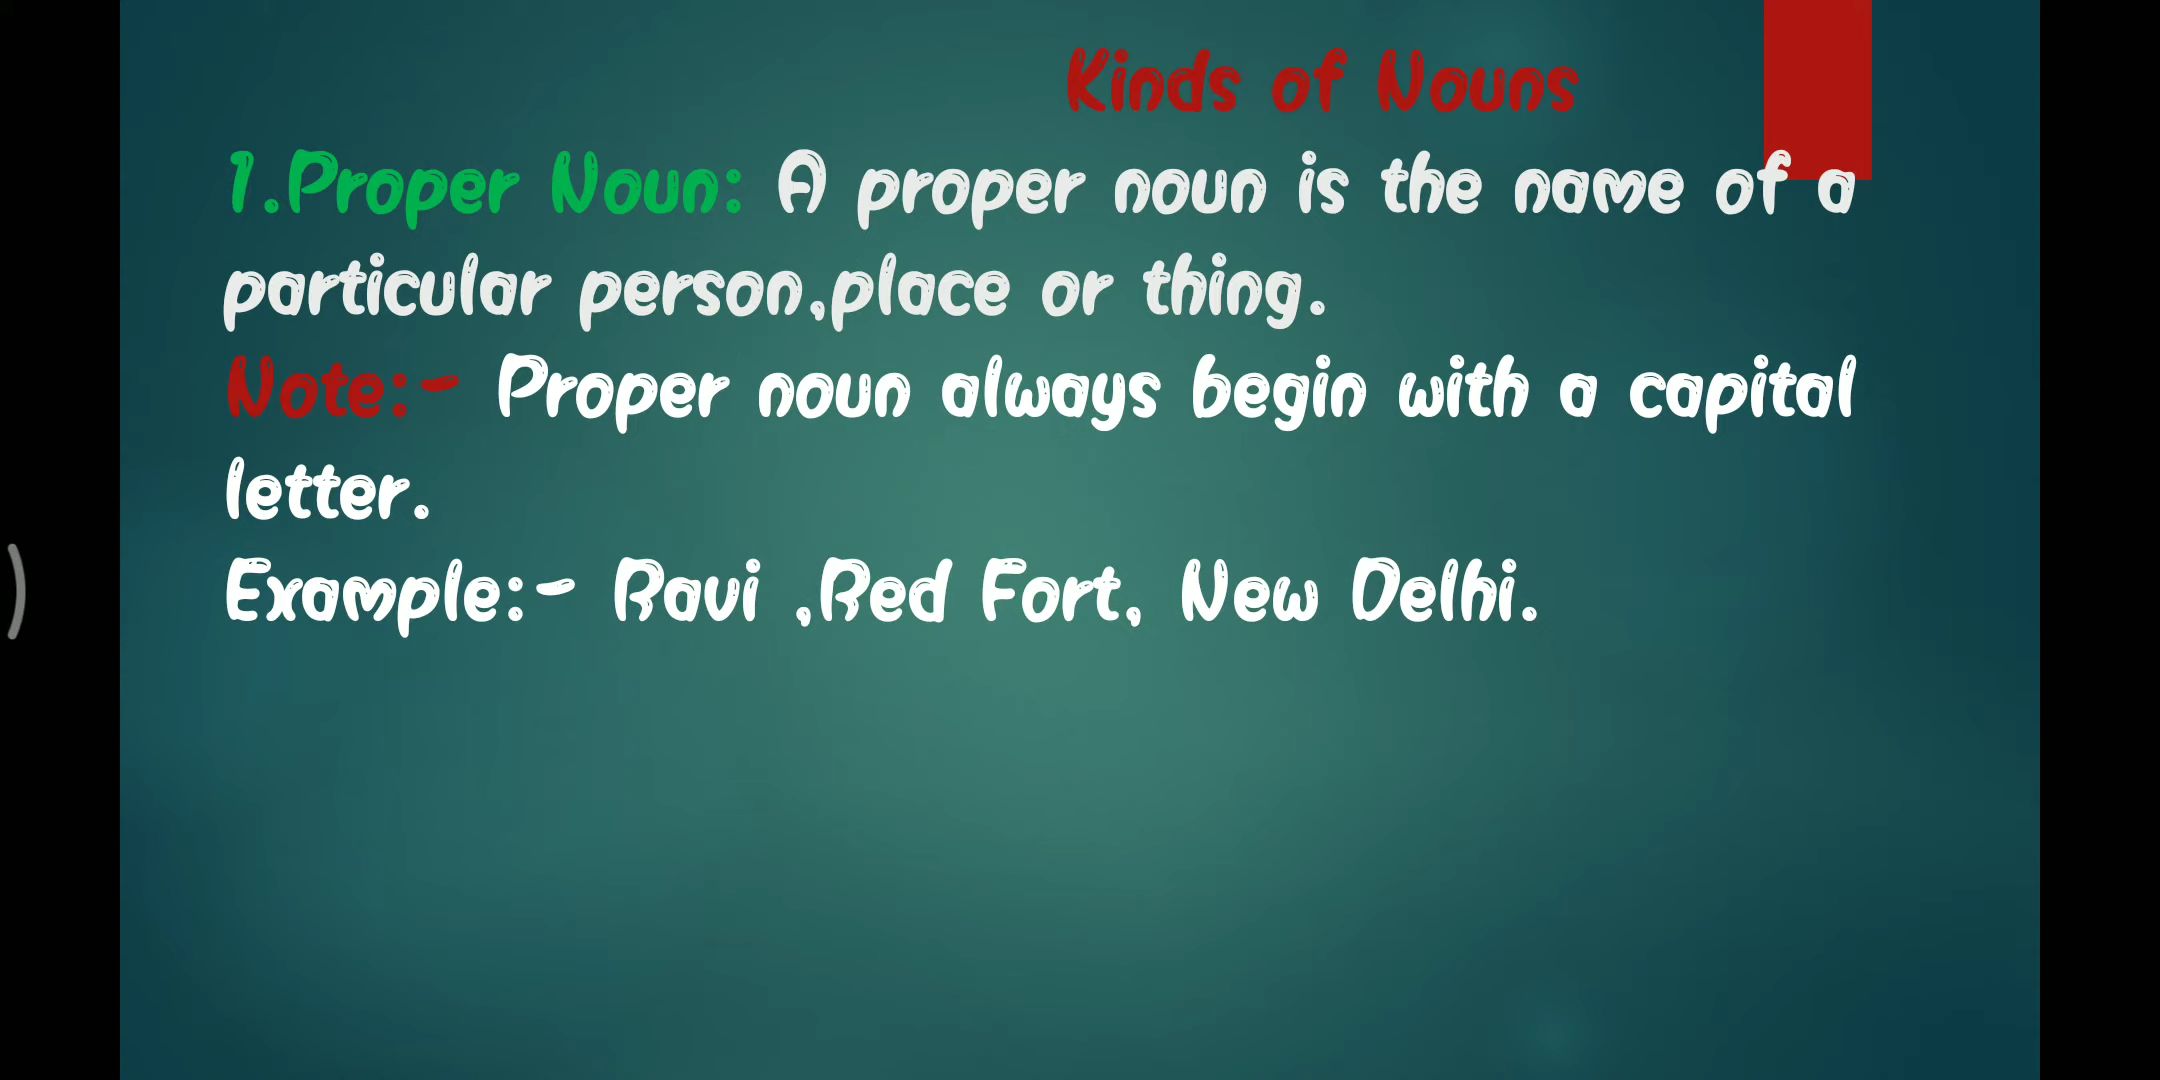 Kinds of Nouns
1.Proper Noun: A proper noun is the name of a
particular person,place or thing.
Note:- Proper noun always begin with a capital
letter.
Example:- Ravi ,Red Fort, New Delhi.